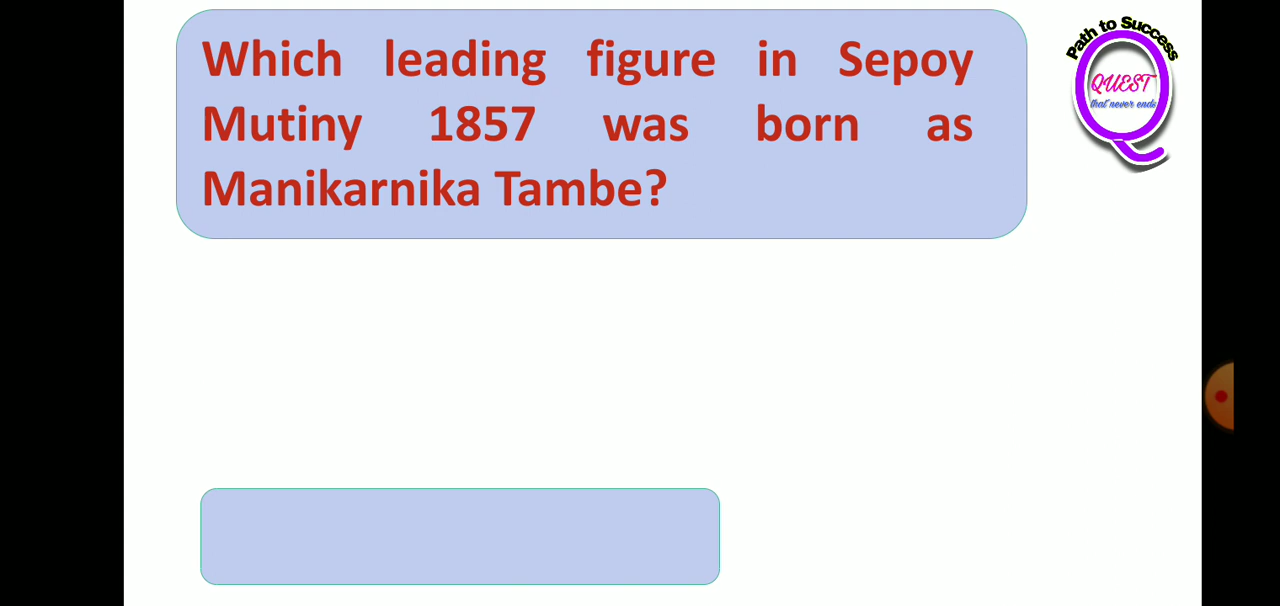 Which leading figure in Sepoy
Mutiny 1857 was born as
Manikarnika Tambe?
Path to Success
QUEST
that never ends